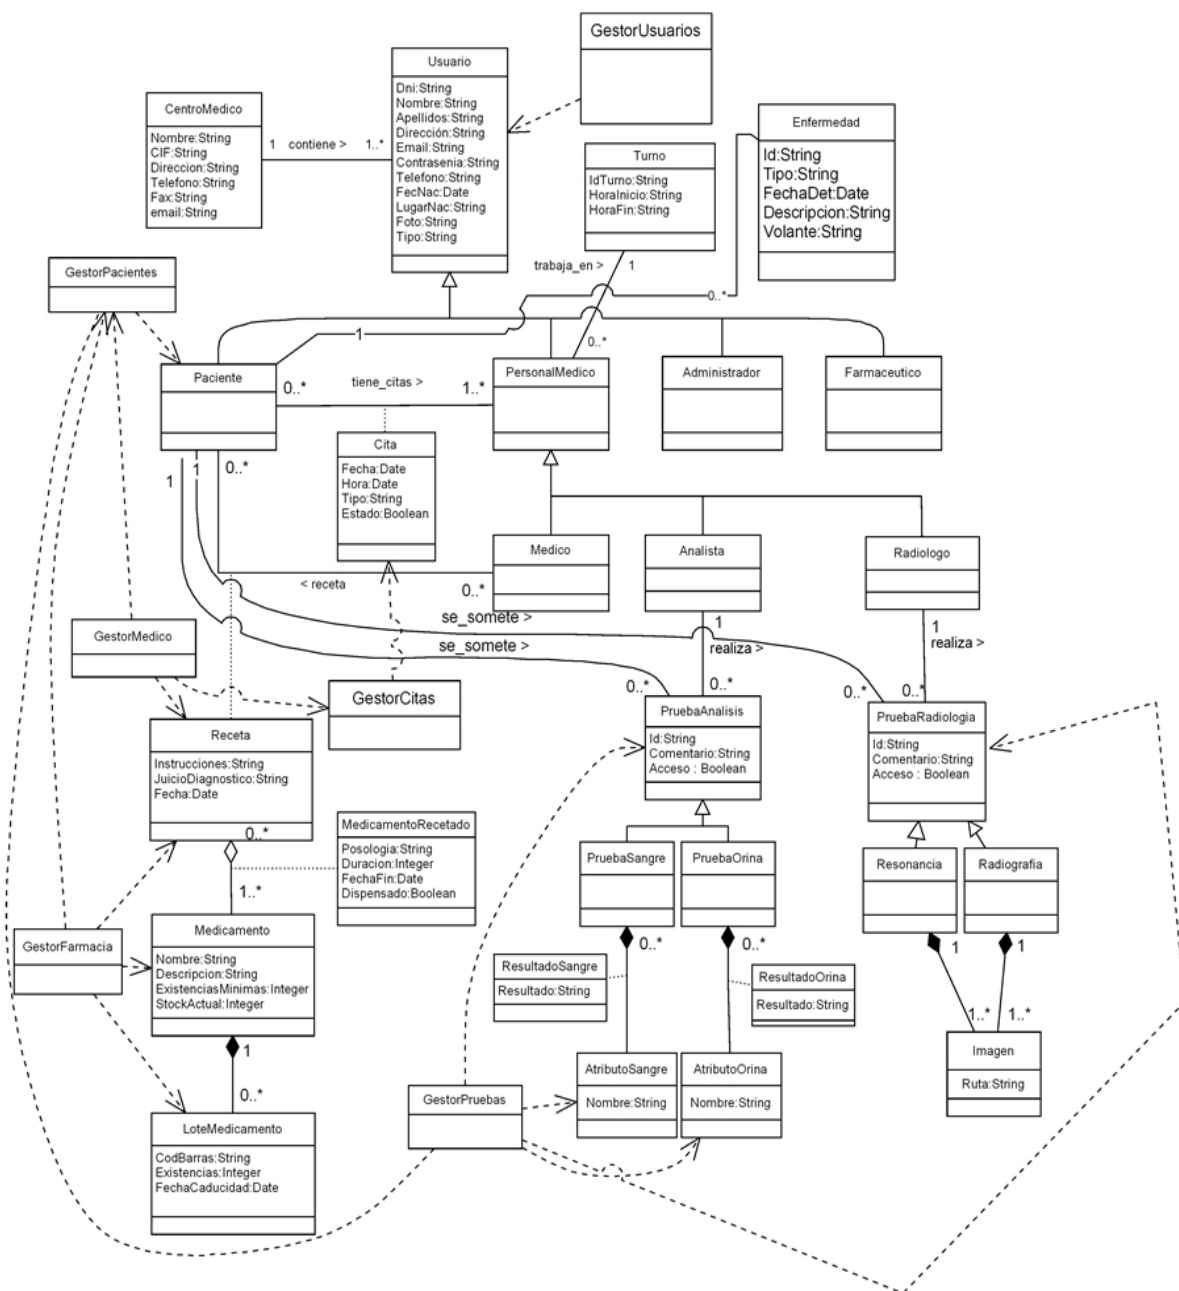 GestorUsuarios
Usuario
Dni:String
Nombre:String
Apellidos:String
Dirección:String
Email:String
Contrasenia:String
Telefono:String
FecNac:Date
LugarNac:String
Foto:String
Tipo:String
CentroMedico
Nombre:String
CIF:String
Direccion:String
Telefono:String
Fax:String
email:String
1 contiene > 1..*
Enfermedad
Id:String
Tipo:String
FechaDet:Date
Descripcion:String
Volante:String
Turno
IdTurno:String
HoraInicio:String
HoraFin:String
trabaja_en > 1
GestorPacientes
0..*
1
0..*
Paciente
PersonalMedico
Administrador
Farmaceutico
0..* tiene_citas > 1..*
Cita
Fecha:Date
Hora:Date
Tipo:String
Estado:Boolean
1
1
0..*
Medico
Analista
Radiologo
< receta 0..*
se_somete >
se_somete >
1
realiza >
1
realiza >
GestorMedico
GestorCitas
0..* 0..*
0..* 0..*
Receta
Instrucciones:String
JuicioDiagnostico:String
Fecha:Date
0..*
PruebaAnalisis
Id:String
Comentario:String
Acceso : Boolean
PruebaRadiologia
Id:String
Comentario:String
Acceso : Boolean
MedicamentoRecetado
Posologia:String
Duracion:Integer
FechaFin:Date
Dispensado:Boolean
1..*
PruebaSangre
PruebaOrina
Resonancia
Radiografia
GestorFarmacia
Medicamento
Nombre:String
Descripcion:String
ExistenciasMinimas:Integer
StockActual:Integer
0..*
0..*
1
1
ResultadoSangre
Resultado:String
ResultadoOrina
Resultado:String
1
0..*
1..* 1..*
Imagen
Ruta:String
LoteMedicamento
CodBarras:String
Existencias:Integer
FechaCaducidad:Date
GestorPruebas
AtributoSangre
Nombre:String
AtributoOrina
Nombre:String